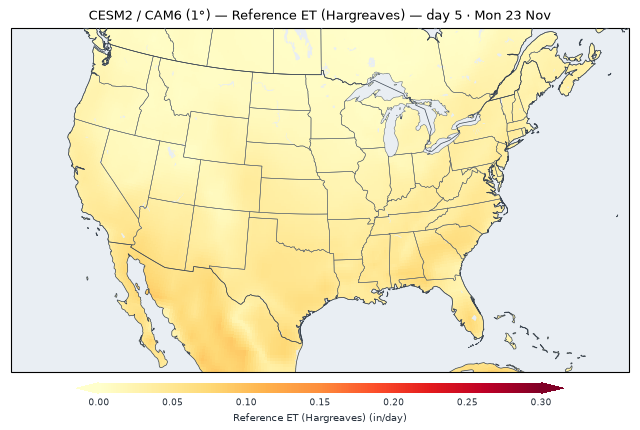 CESM2 / CAM6 (1°) — Reference ET (Hargreaves) — day 5 · Mon 23 Nov
0.00 0.05 0.10 0.15 0.20 0.25 0.30
Reference ET (Hargreaves) (in/day)